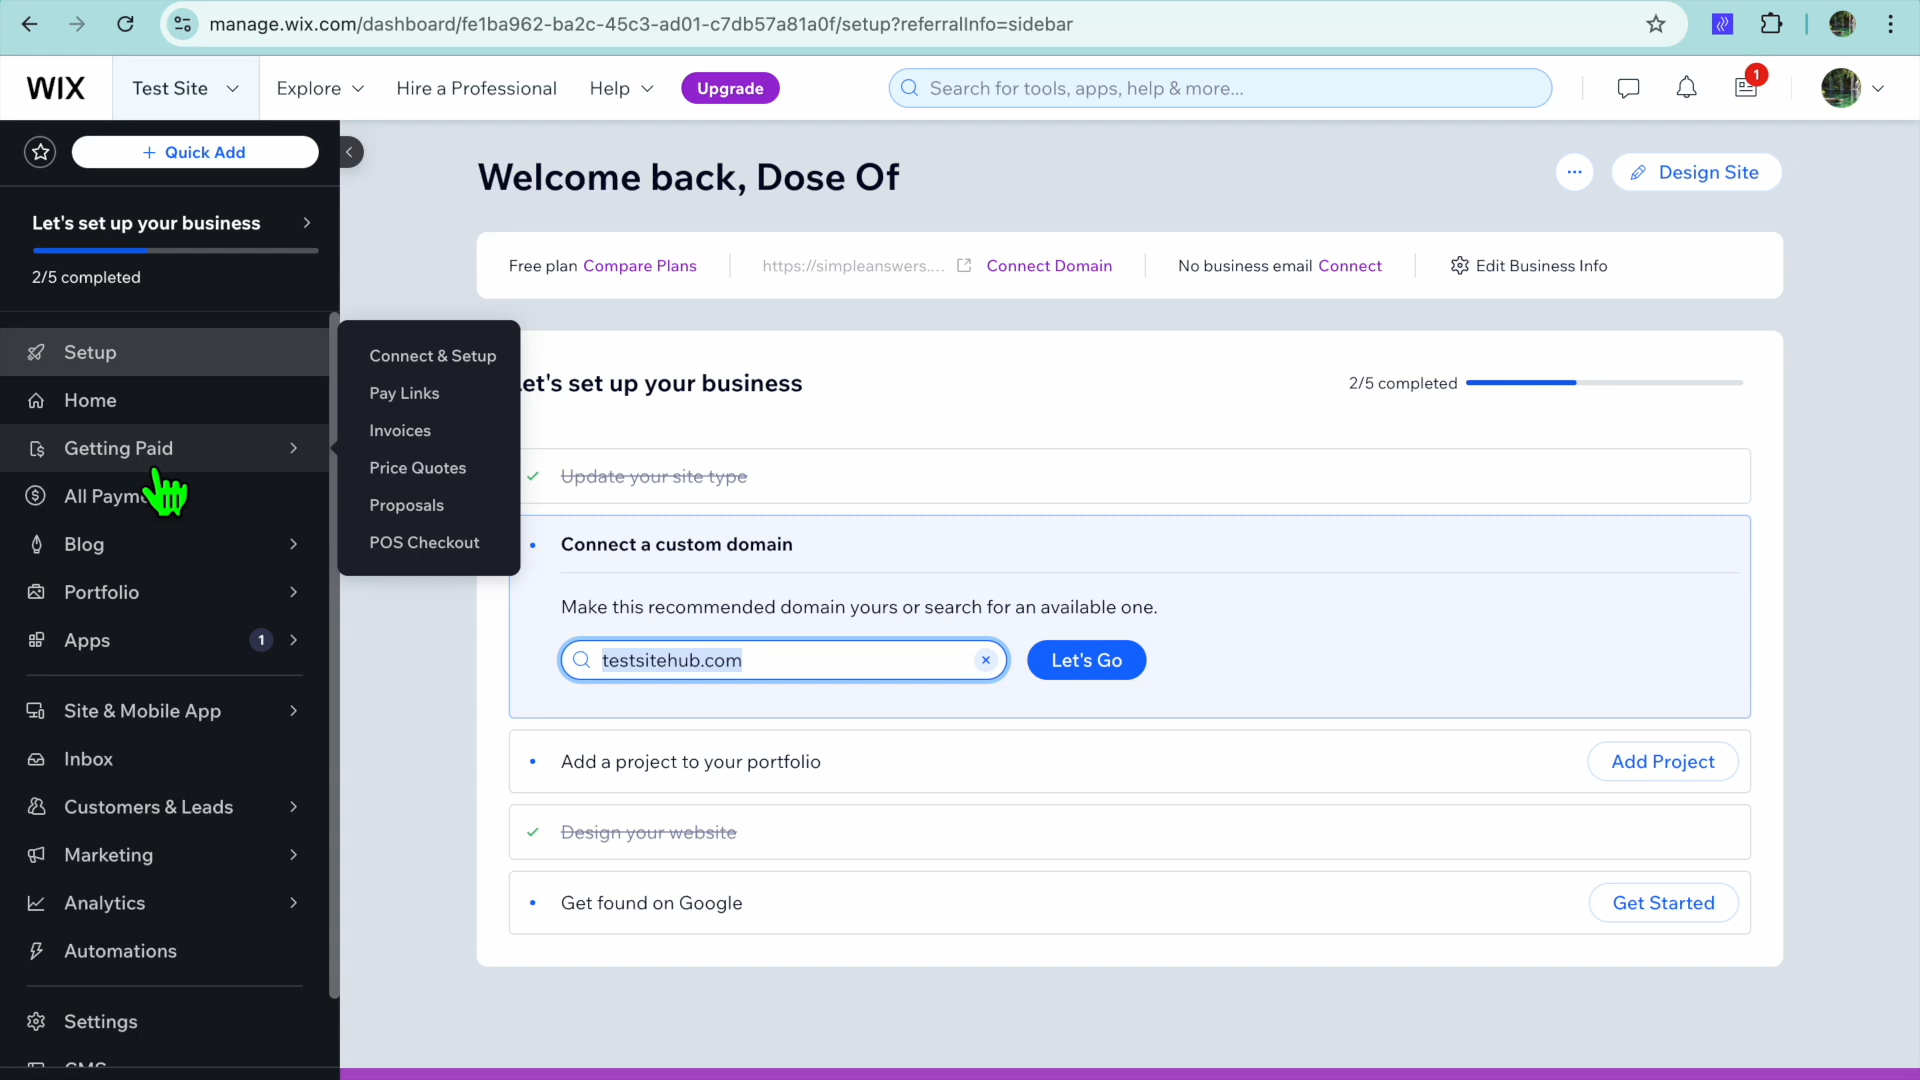 manage.wix.com/dashboard/fe1ba962-ba2c-45c3-ad01-c7db57a81a0f/setup?referralInfo=sidebar
WIX
Test Site
Explore
Hire a Professional
Help
Upgrade
Search for tools, apps, help & more...
1
+ Quick Add
Let's set up your business
2/5 completed
Setup
Home
Getting Paid
All Payme
Blog
Portfolio
Apps
1
Site & Mobile App
Inbox
Customers & Leads
Marketing
Analytics
Automations
Settings
CMS
Connect & Setup
Pay Links
Invoices
Price Quotes
Proposals
POS Checkout
Welcome back, Dose Of
Design Site
Free plan Compare Plans
https://simpleanswers.... Connect Domain
No business email Connect
Edit Business Info
Let's set up your business
2/5 completed
Update your site type
Connect a custom domain
Make this recommended domain yours or search for an available one.
testsitehub.com
Let's Go
Add a project to your portfolio
Add Project
Design your website
Get found on Google
Get Started